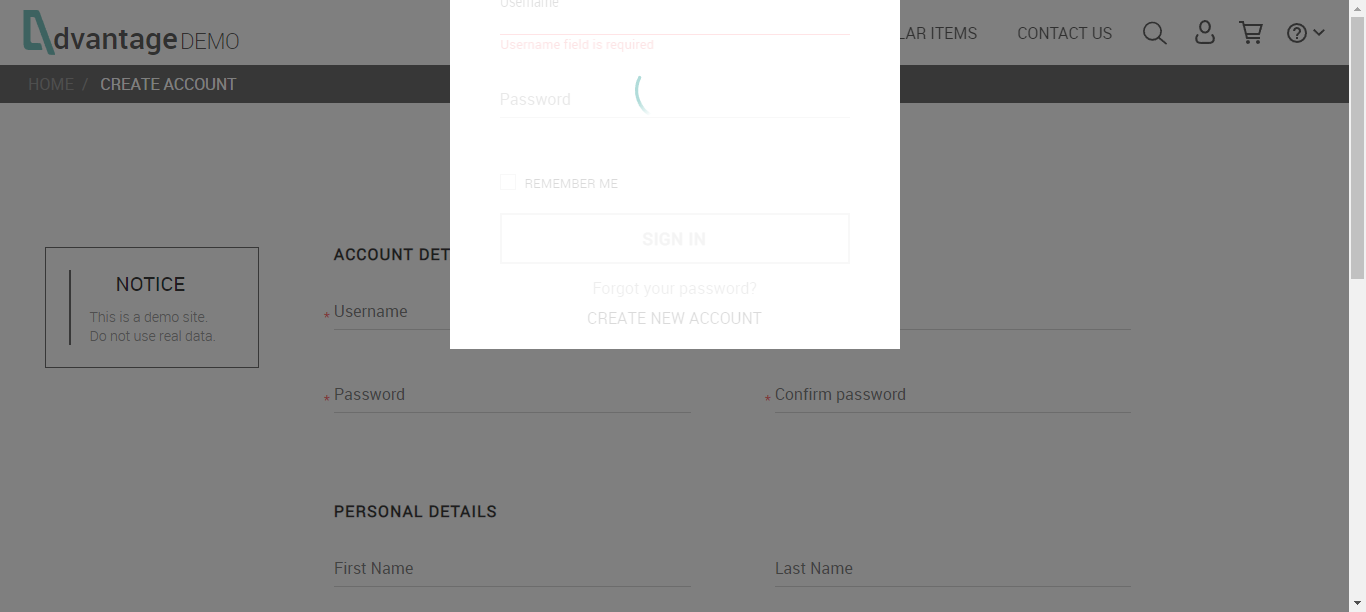 Username
dvantage DEMO
LAR ITEMS
CONTACT US
Username field is required
HOME /
CREATE ACCOUNT
Password
REMEMBER ME
SIGN IN
ACCOUNT DET
NOTICE
Forgot your password?
* Username
This is a demo site.
CREATE NEW ACCOUNT
Do not use real data.
* Password
* Confirm password
PERSONAL DETAILS
First Name
Last Name